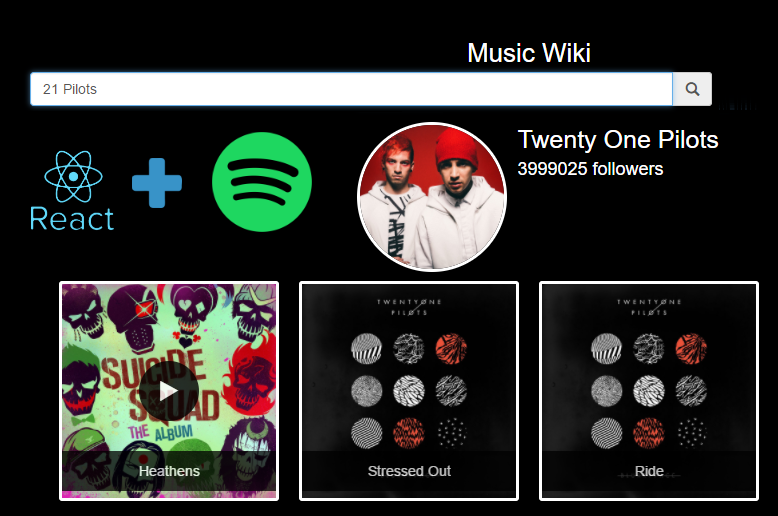 Music Wiki
21 Pilots
React
Twenty One Pilots
3999025 followers
SUICIDE
SQUAD
THE ALBUM
Heathens
TWENTY ONE
PILOTS
Stressed Out
TWENTY ONE
PILOTS
Ride